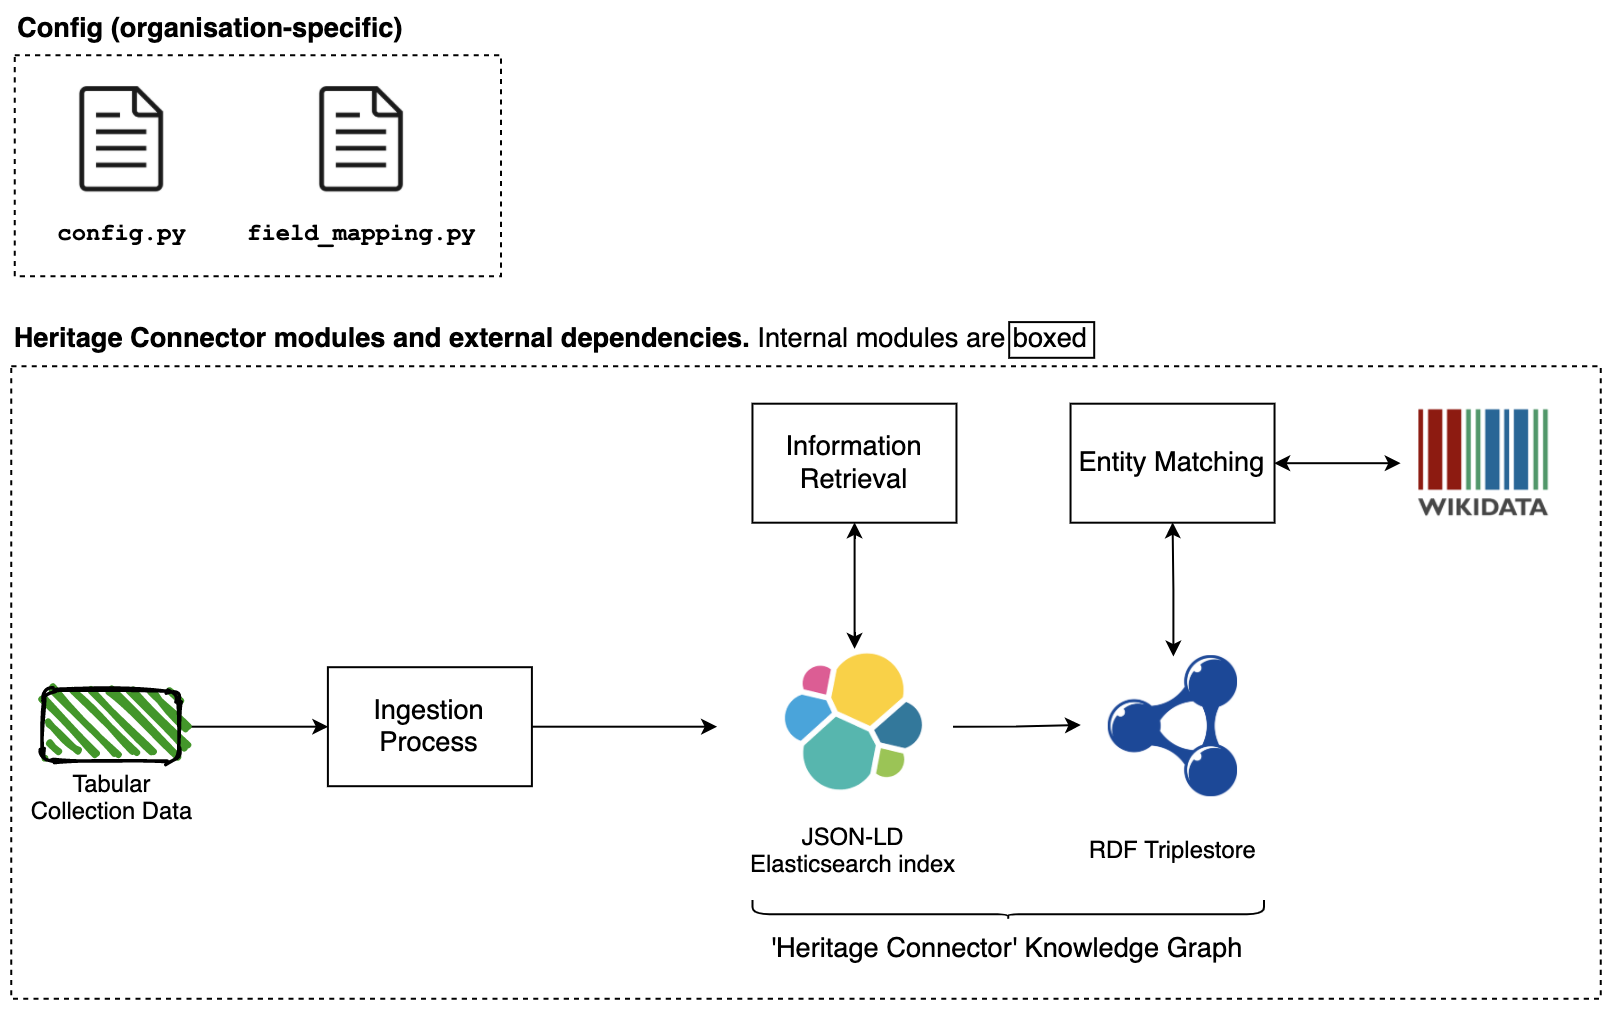 Config (organisation-specific)
config.py
field_mapping.py
Heritage Connector modules and external dependencies. Internal modules are boxed
Information
Retrieval
Entity Matching
WIKIDATA
Ingestion
Process
Tabular
Collection Data
JSON-LD
Elasticsearch index
RDF Triplestore
'Heritage Connector' Knowledge Graph